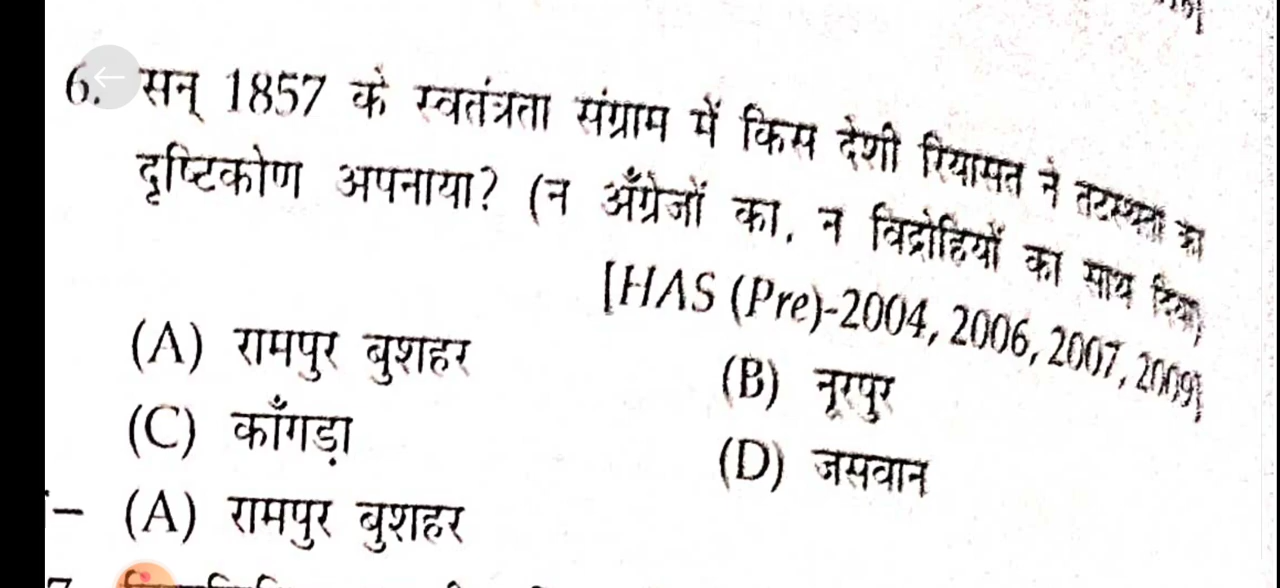 6. सन् 1857 के स्वतंत्रता संग्राम में किस देशी रियासत ने तटस्थता का
दृष्टिकोण अपनाया? (न अँग्रेजों का, न विद्रोहियों का साथ दिया)
[HAS (Pre)-2004, 2006, 2007, 2009]
(A) रामपुर बुशहर
(B) नूरपुर
(C) काँगड़ा
(D) जसवान
– (A) रामपुर बुशहर